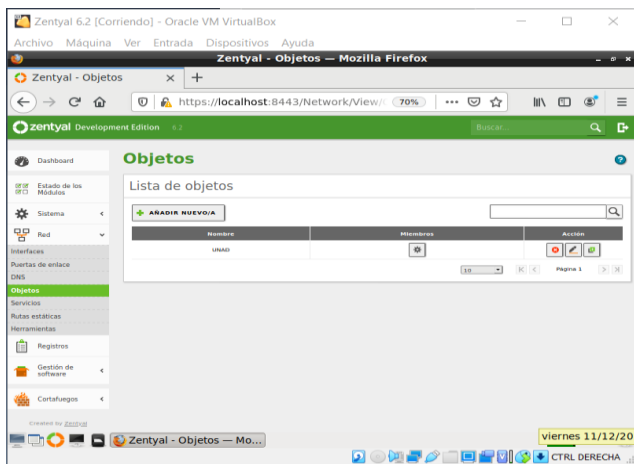 Zentyal 6.2 [Corriendo] - Oracle VM VirtualBox
Archivo Máquina Ver Entrada Dispositivos Ayuda
Zentyal - Objetos — Mozilla Firefox
Zentyal - Objetos
https://localhost:8443/Network/View/ 70%
zentyal Development Edition 6.2 Buscar...
Dashboard
Objetos
Estado de los
Módulos
Lista de objetos
Sistema
AÑADIR NUEVO/A
Red
Nombre Miembros Acción
Interfaces
UNAD
Puertas de enlace
10 Página 1
DNS
Objetos
Servicios
Rutas estáticas
Herramientas
Registros
Gestión de
software
Cortafuegos
Created by Zentyal
Zentyal - Objetos — Mo...
viernes 11/12/20
CTRL DERECHA